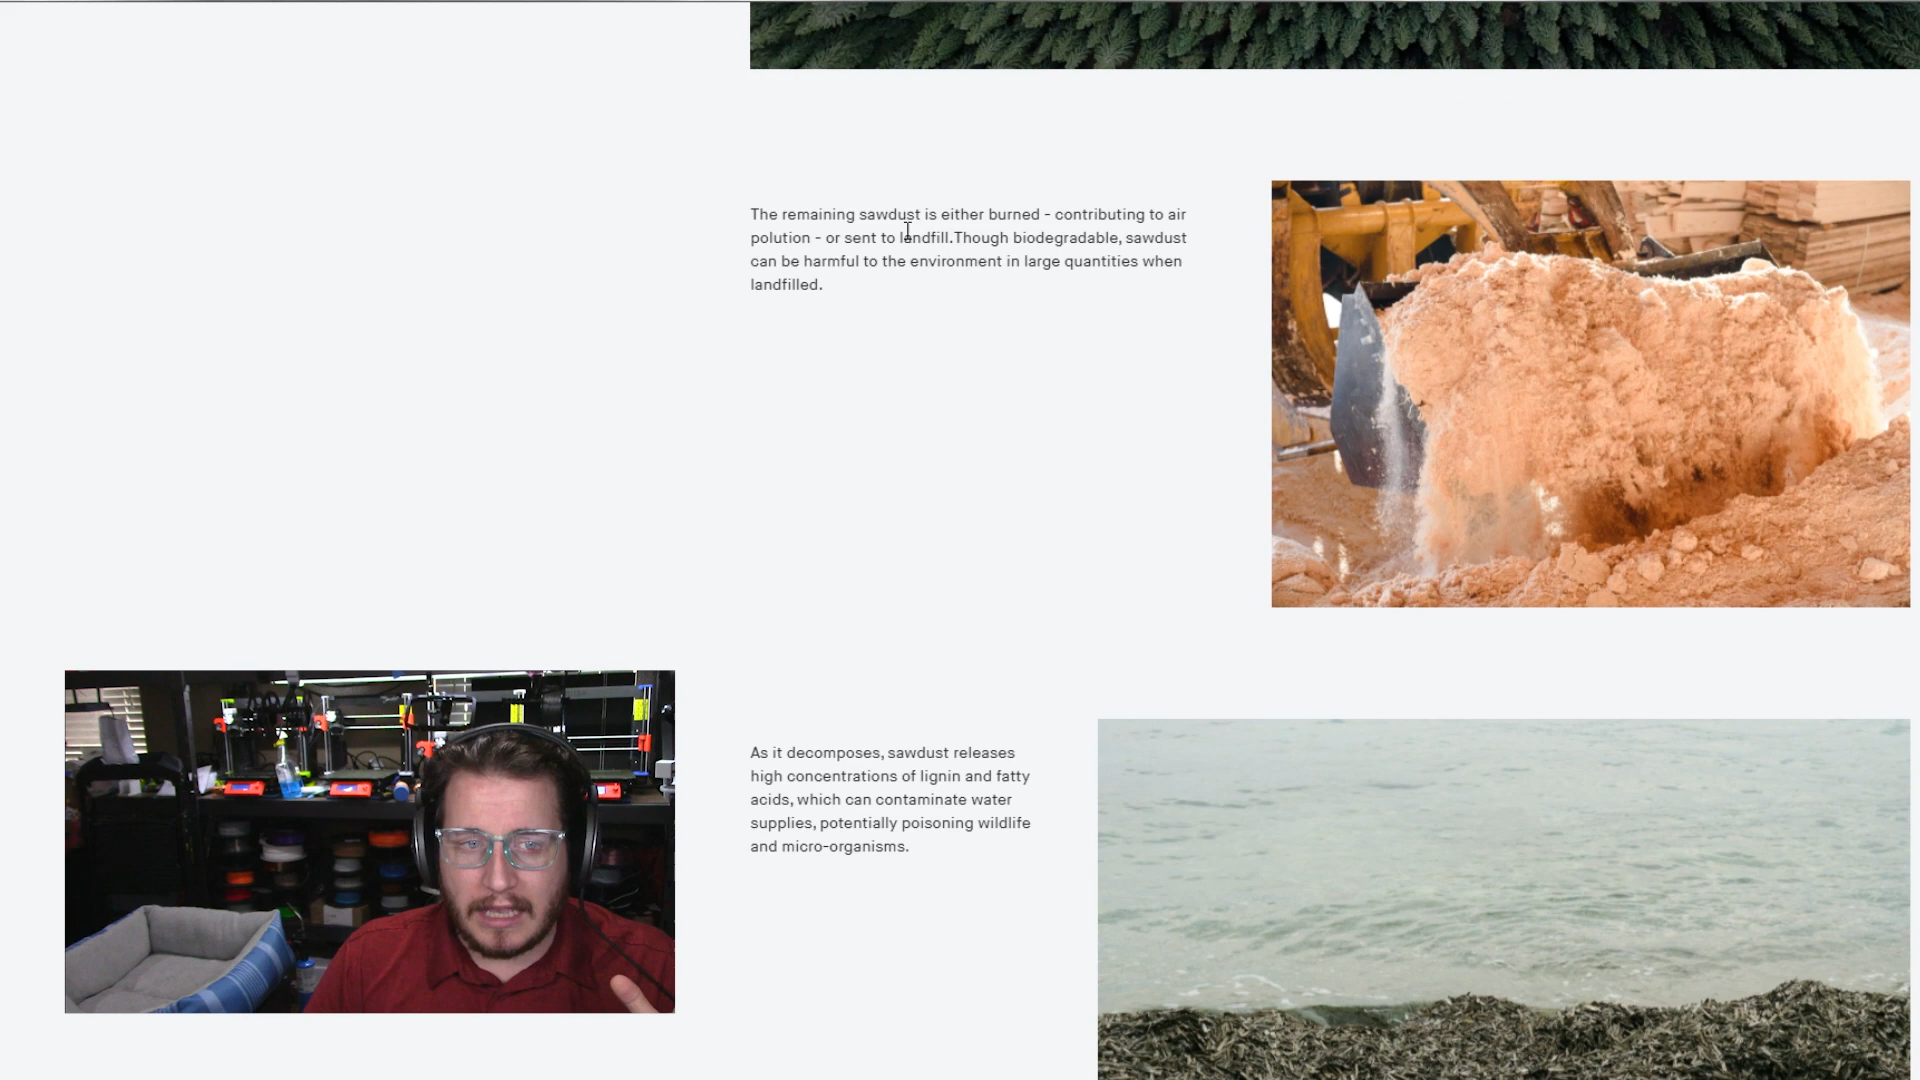 The remaining sawdust is either burned - contributing to air
polution - or sent to landfill.Though biodegradable, sawdust
can be harmful to the environment in large quantities when
landfilled.
As it decomposes, sawdust releases
high concentrations of lignin and fatty
acids, which can contaminate water
supplies, potentially poisoning wildlife
and micro-organisms.